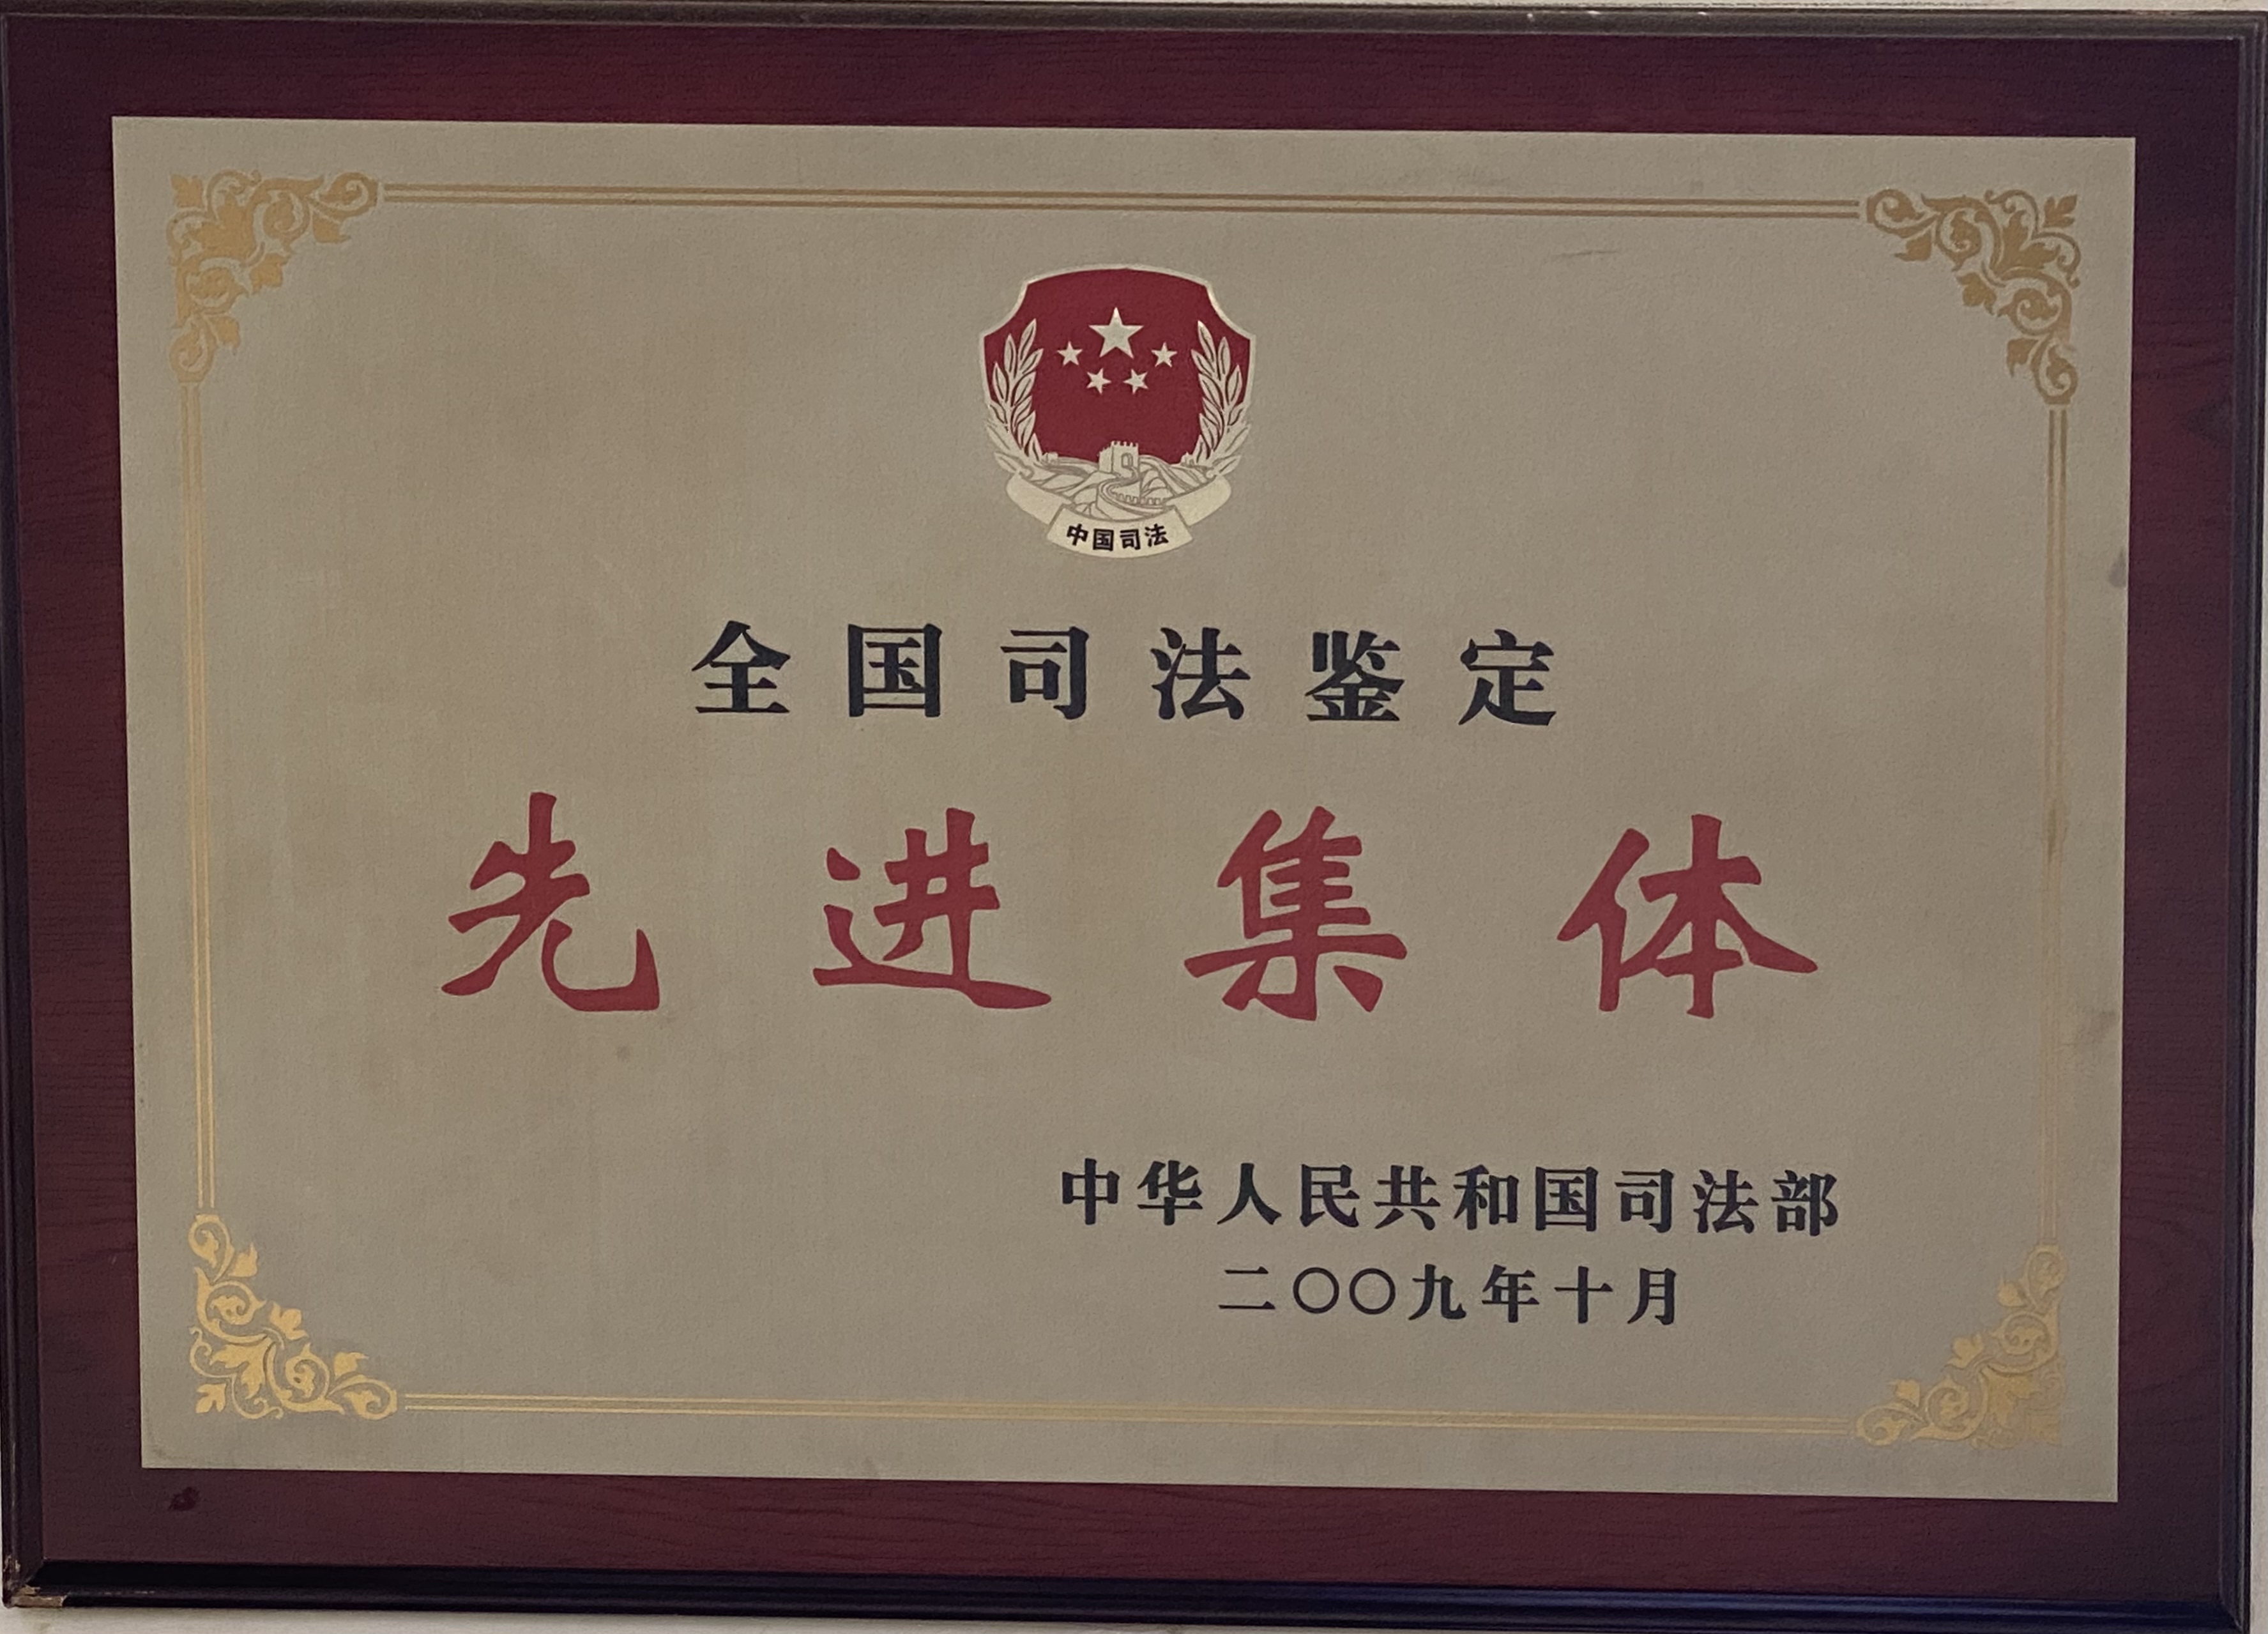 中国司法
全国司法鉴定
先进集体
中华人民共和国司法部
二〇〇九年十月